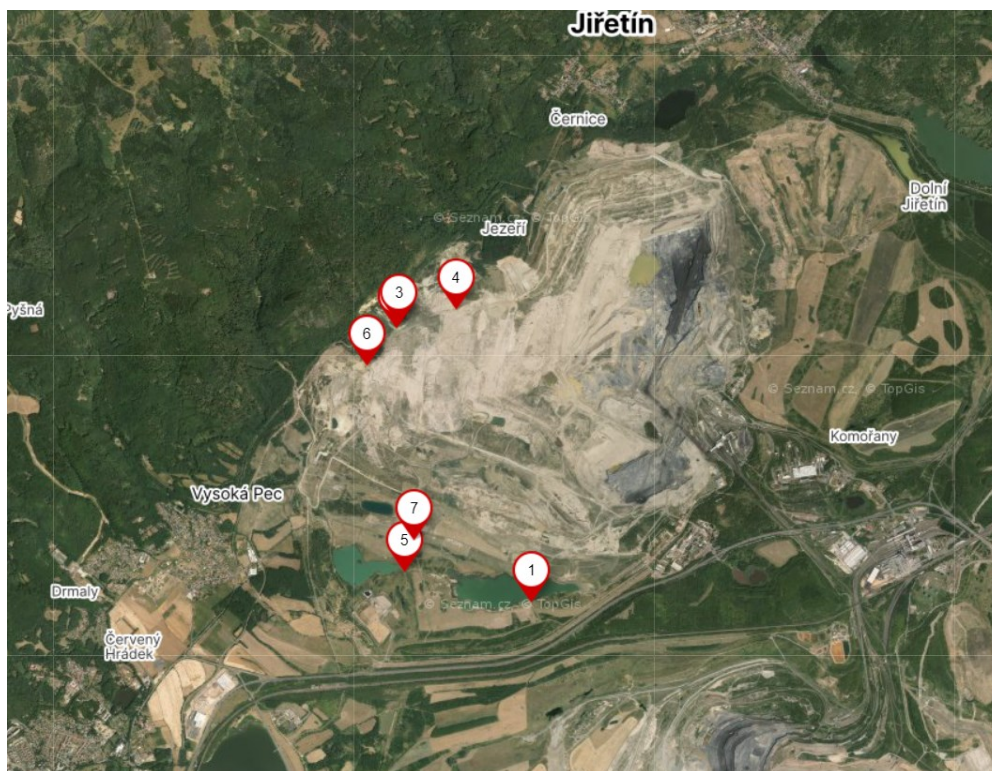 Jiřetín
Černice
Dolní
Jiřetín
© Seznam.cz, © TopGis
Jezeří
4
3
Pyšná
6
© Seznam.cz, © TopGis
Komořany
Vysoká Pec
7
5
1
Drmaly
© Seznam.cz, © TopGis
Červený
Hrádek